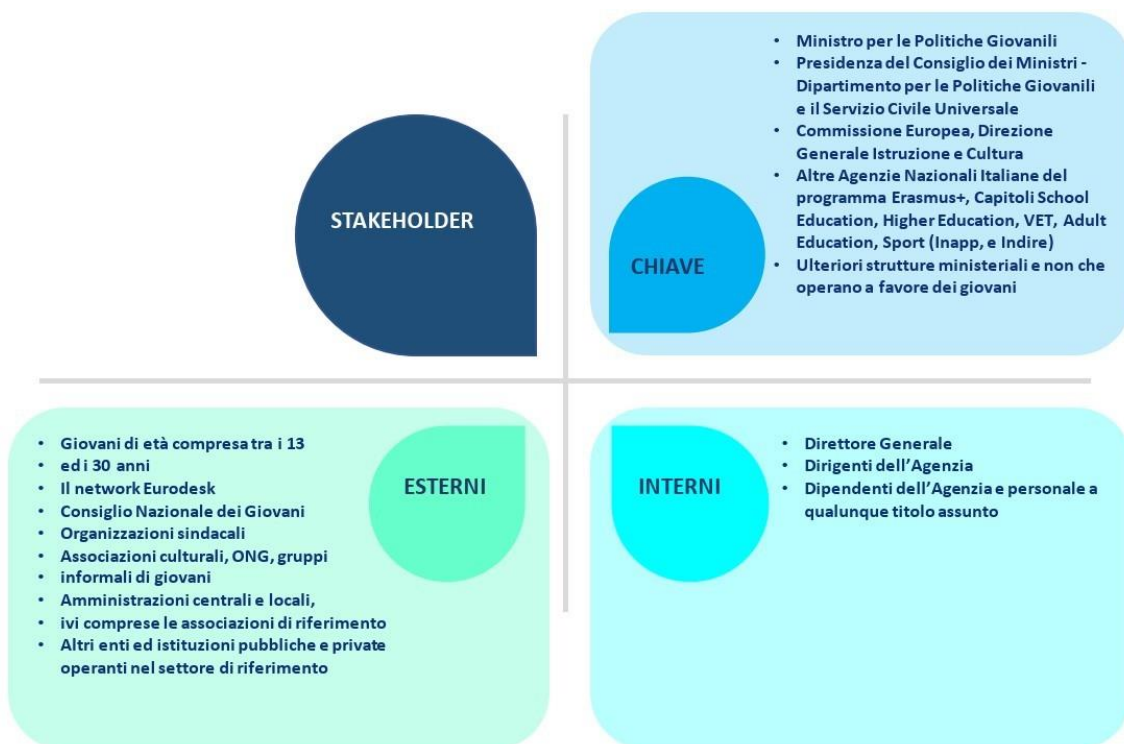 STAKEHOLDER
CHIAVE
• Ministro per le Politiche Giovanili
• Presidenza del Consiglio dei Ministri -
Dipartimento per le Politiche Giovanili
e il Servizio Civile Universale
• Commissione Europea, Direzione
Generale Istruzione e Cultura
• Altre Agenzie Nazionali Italiane del
programma Erasmus+, Capitoli School
Education, Higher Education, VET, Adult
Education, Sport (Inapp, e Indire)
• Ulteriori strutture ministeriali e non che
operano a favore dei giovani
ESTERNI
• Giovani di età compresa tra i 13
• ed i 30 anni
• Il network Eurodesk
• Consiglio Nazionale dei Giovani
• Organizzazioni sindacali
• Associazioni culturali, ONG, gruppi
• informali di giovani
• Amministrazioni centrali e locali,
• ivi comprese le associazioni di riferimento
• Altri enti ed istituzioni pubbliche e private
operanti nel settore di riferimento
INTERNI
• Direttore Generale
• Dirigenti dell'Agenzia
• Dipendenti dell'Agenzia e personale a
qualunque titolo assunto